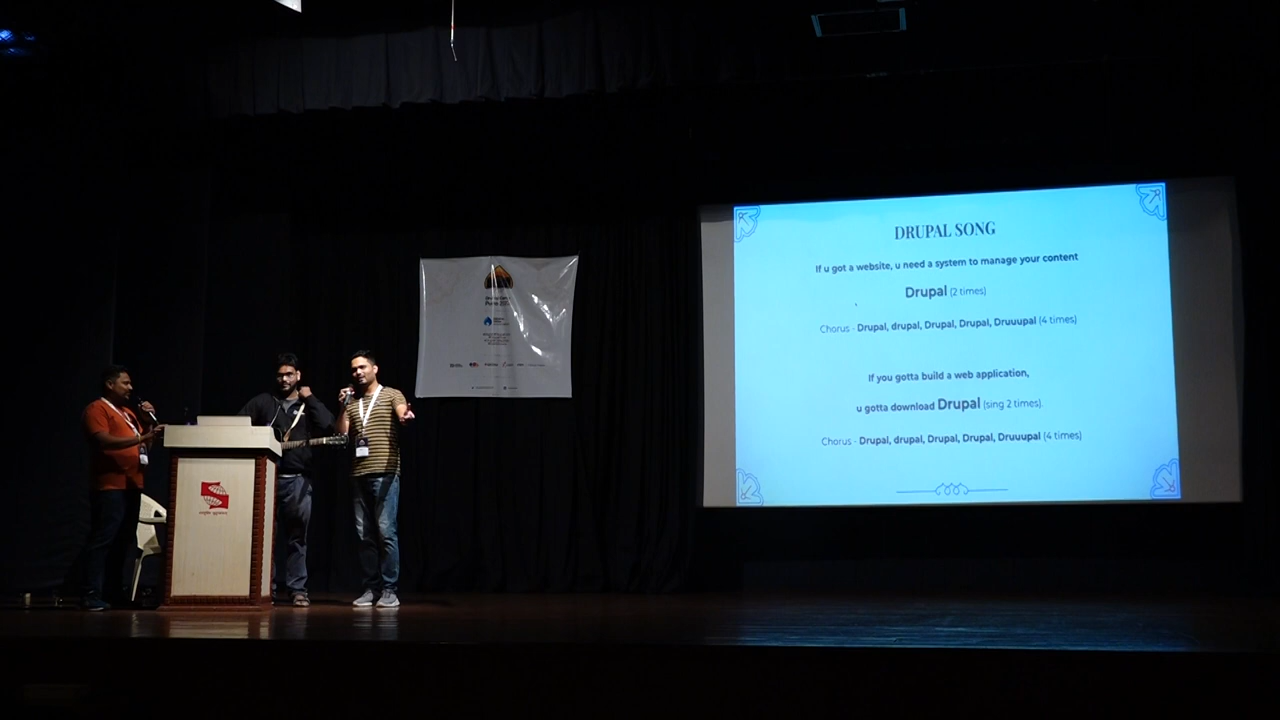 DRUPAL SONG
If u got a website, u need a system to manage your content
Drupal (2 times)
Chorus - Drupal, drupal, Drupal, Drupal, Druuupal (4 times)
If you gotta build a web application,
u gotta download Drupal (sing 2 times).
Chorus - Drupal, drupal, Drupal, Drupal, Druuupal (4 times)